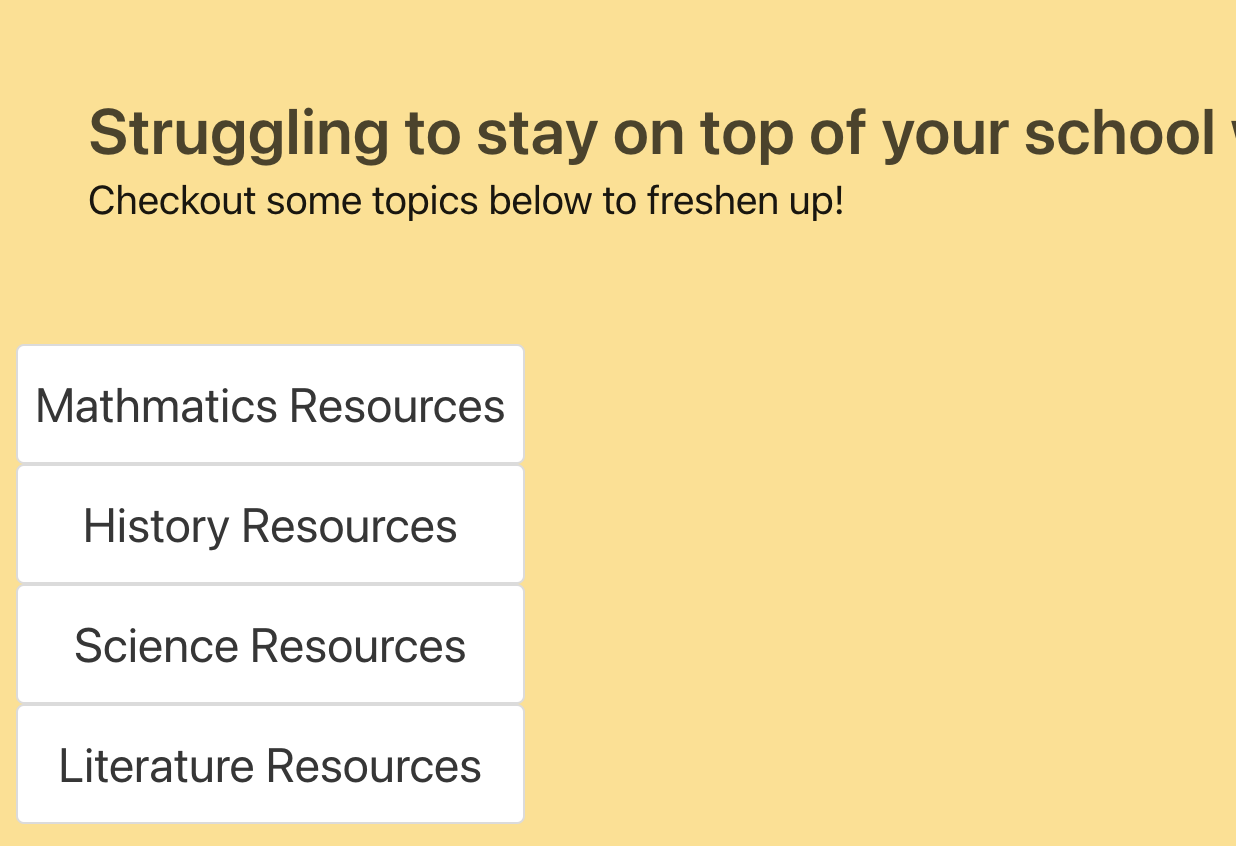 Struggling to stay on top of your school
Checkout some topics below to freshen up!
Mathmatics Resources
History Resources
Science Resources
Literature Resources